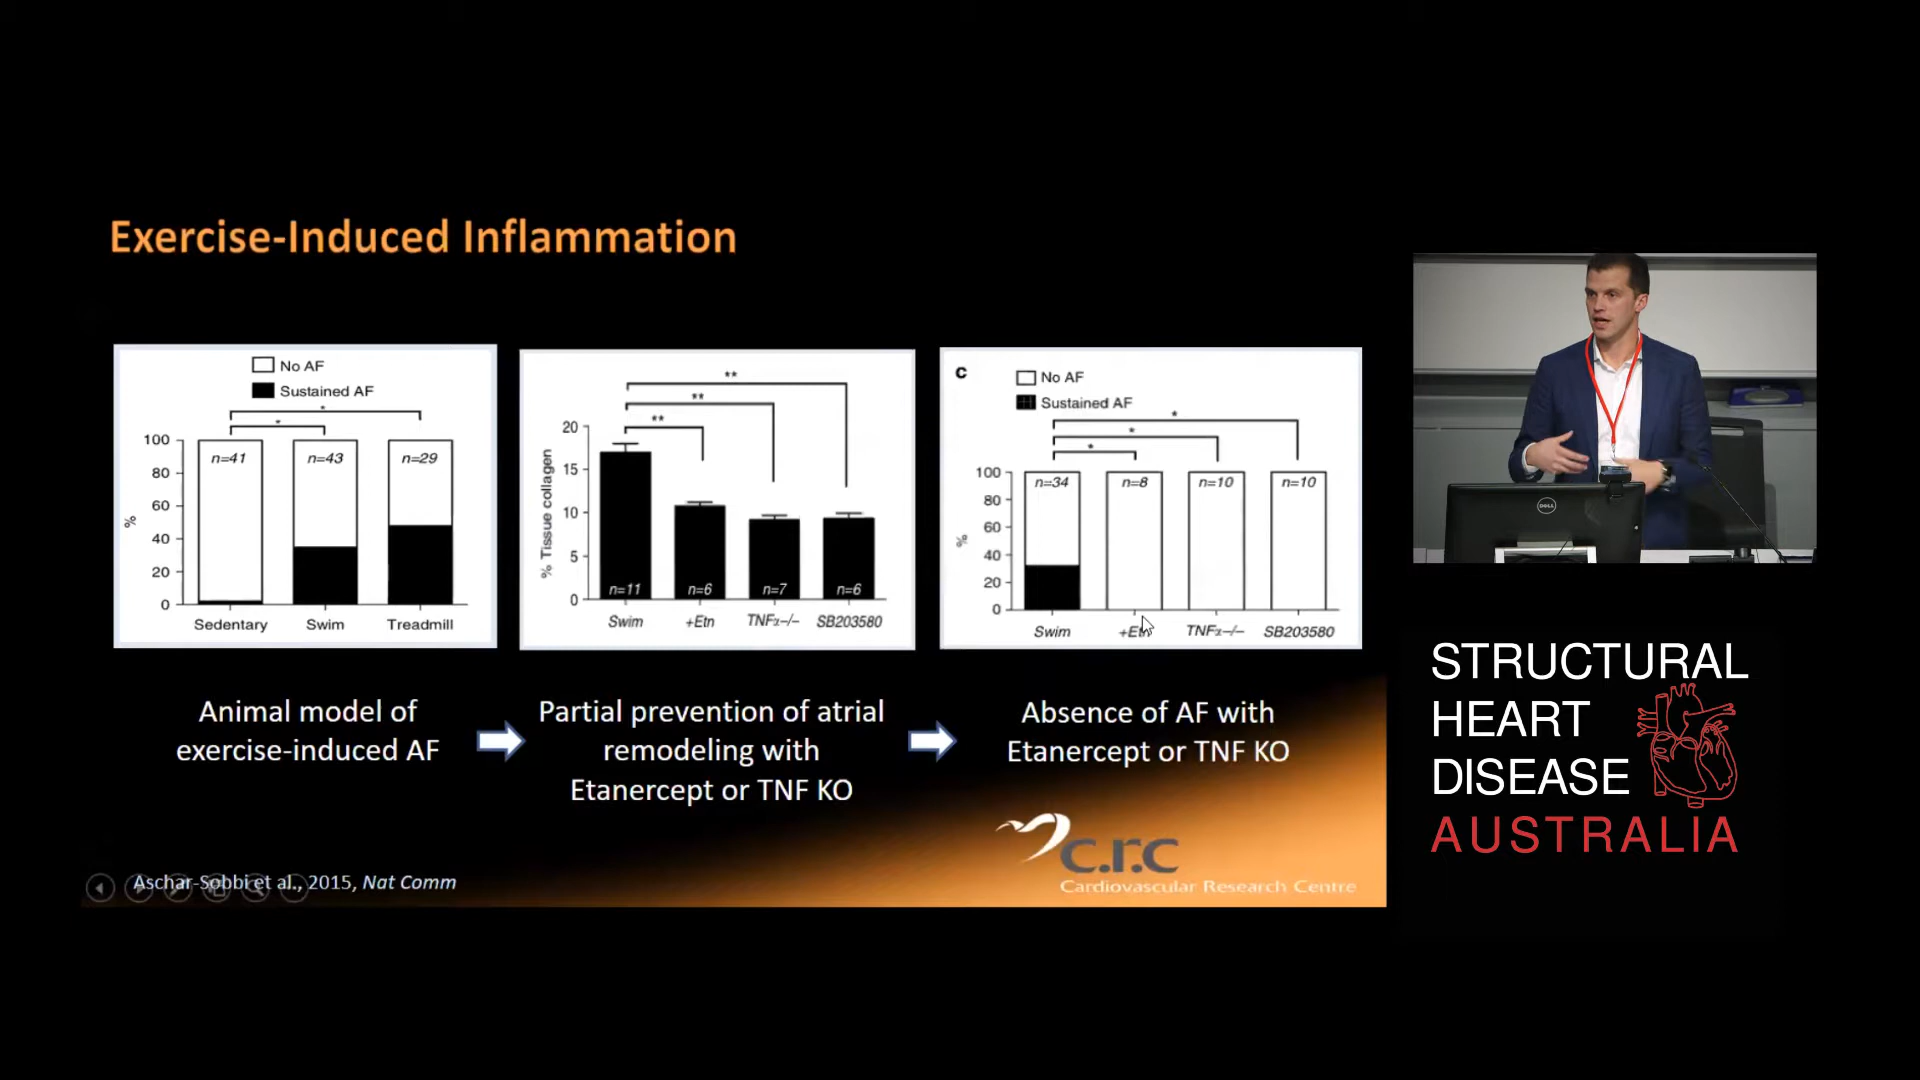 Exercise-Induced Inflammation
No AF
Sustained AF
*
*
100
80
60
40
20
0
%
n=41
n=43
n=29
Sedentary
Swim
Treadmill
**
**
**
20
15
10
5
0
% Tissue collagen
n=11
n=6
n=7
n=6
Swim
+Etn
TNFα−/−
SB203580
c
No AF
Sustained AF
*
*
*
100
80
60
40
20
0
%
n=34
n=8
n=10
n=10
Swim
+Etn
TNFα−/−
SB203580
Animal model of
exercise-induced AF
Partial prevention of atrial
remodeling with
Etanercept or TNF KO
Absence of AF with
Etanercept or TNF KO
Aschar-Sobbi et al., 2015, Nat Comm
c.r.c
Cardiovascular Research Centre
DELL
STRUCTURAL
HEART
DISEASE
AUSTRALIA